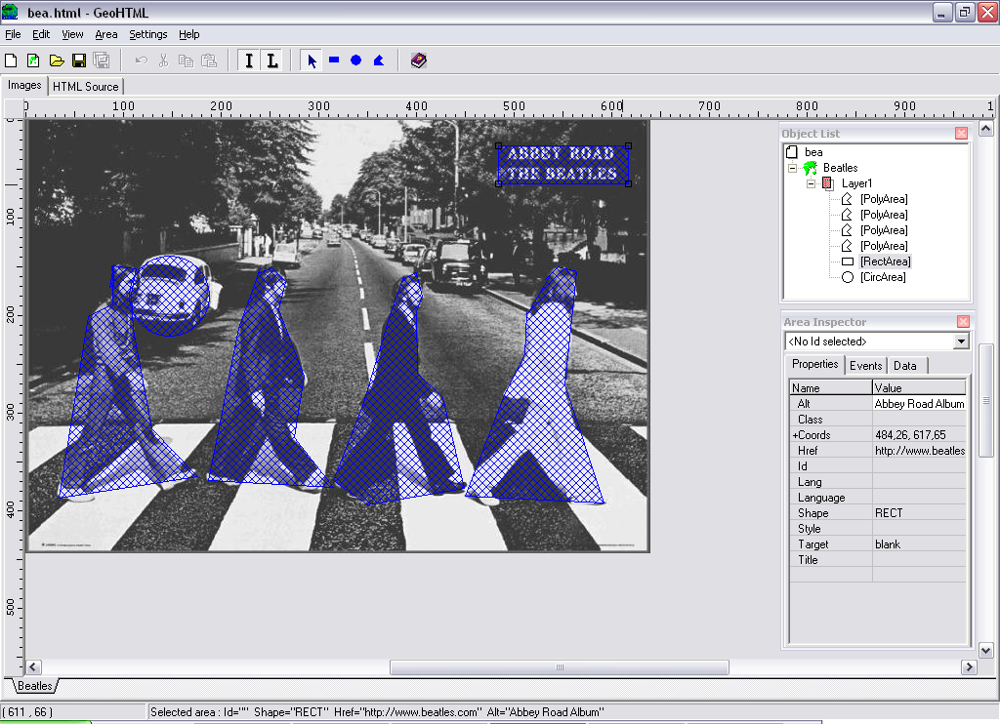 bea.html - GeoHTML
File Edit View Area Settings Help
I L
Images HTML Source
0 100 200 300 400 500 600 700 800 900 1
0
100
200
300
400
500
ABBEY ROAD
THE BEATLES
Object List
bea
Beatles
Layer1
[PolyArea]
[PolyArea]
[PolyArea]
[PolyArea]
[RectArea]
[CircArea]
Area Inspector
<No Id selected>
Properties Events Data
Name Value
Alt Abbey Road Album
Class
+Coords 484,26, 617,65
Href http://www.beatles
Id
Lang
Language
Shape RECT
Style
Target blank
Title
Beatles
( 611 , 66 ) Selected area : Id="" Shape="RECT" Href="http://www.beatles.com" Alt="Abbey Road Album"